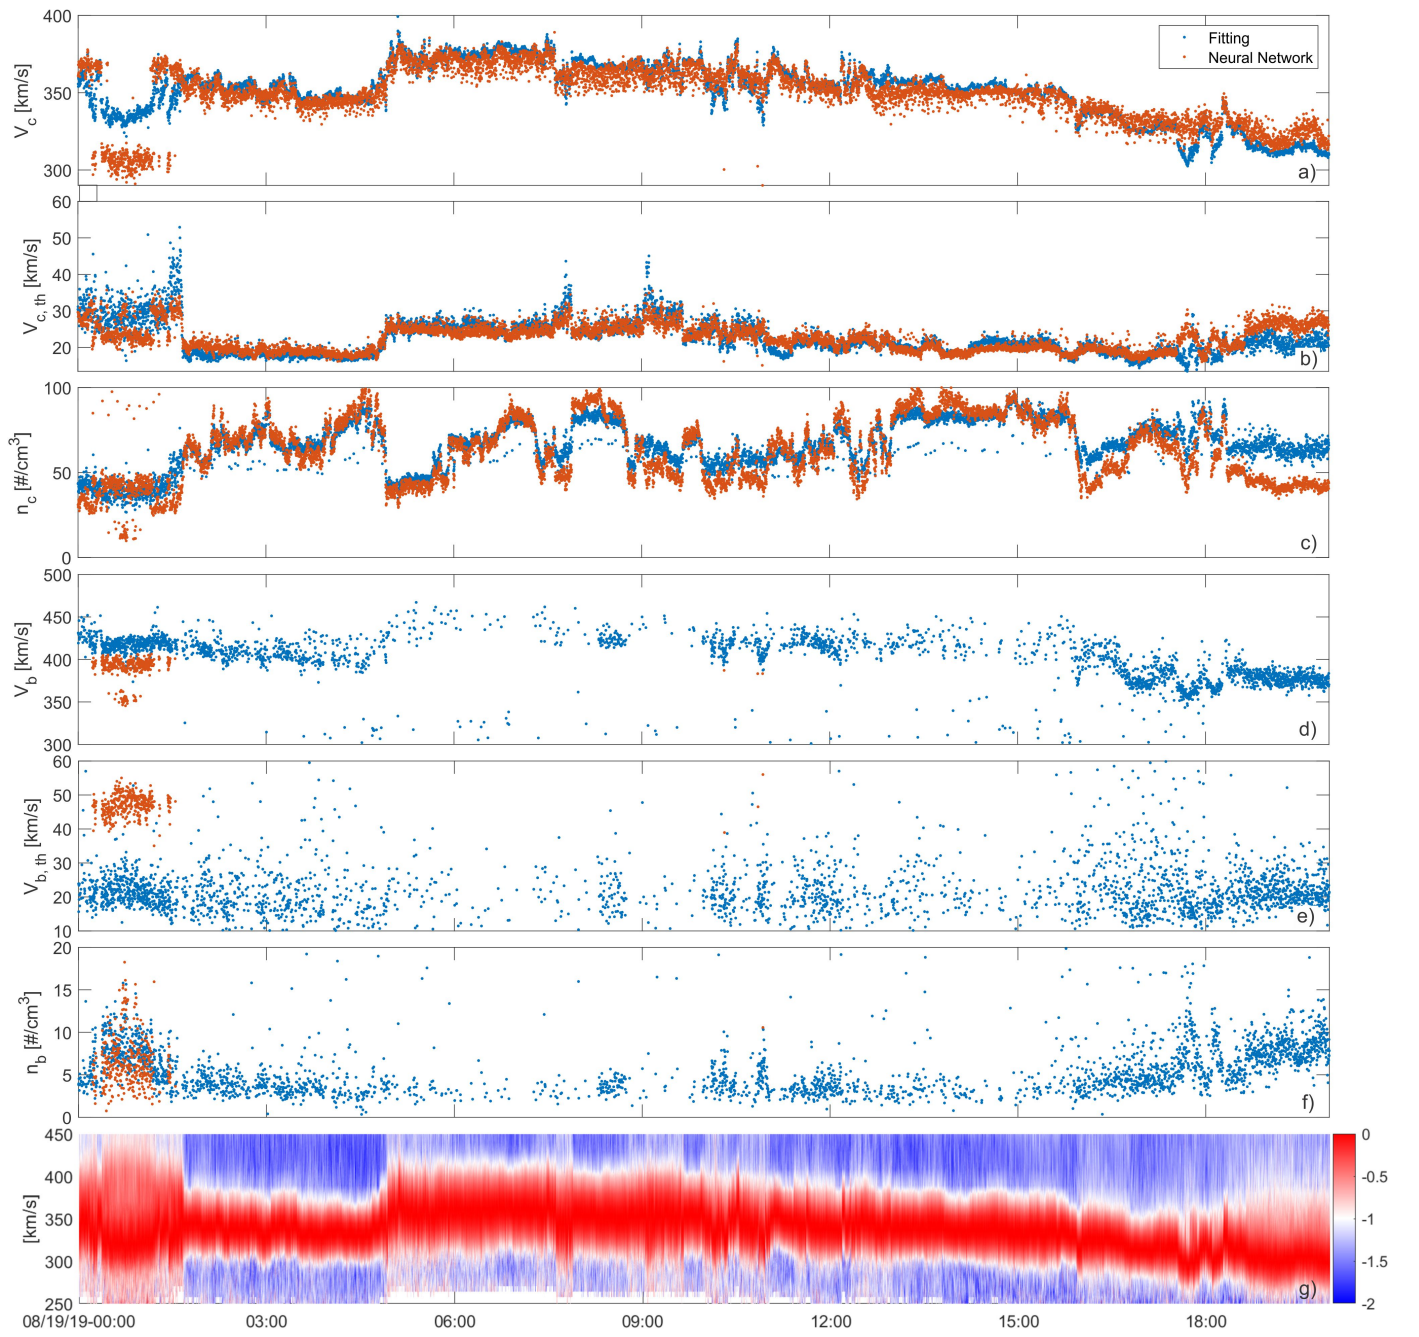 400
350
300
V_c [km/s]
Fitting
Neural Network
a)
60
50
40
30
20
V_c, th [km/s]
b)
100
50
0
n_c [#/cm^3]
c)
500
450
400
350
300
V_b [km/s]
d)
60
50
40
30
20
10
V_b, th [km/s]
e)
20
15
10
5
0
n_b [#/cm^3]
f)
450
400
350
300
250
[km/s]
g)
0
-0.5
-1
-1.5
-2
08/19/19-00:00 03:00 06:00 09:00 12:00 15:00 18:00